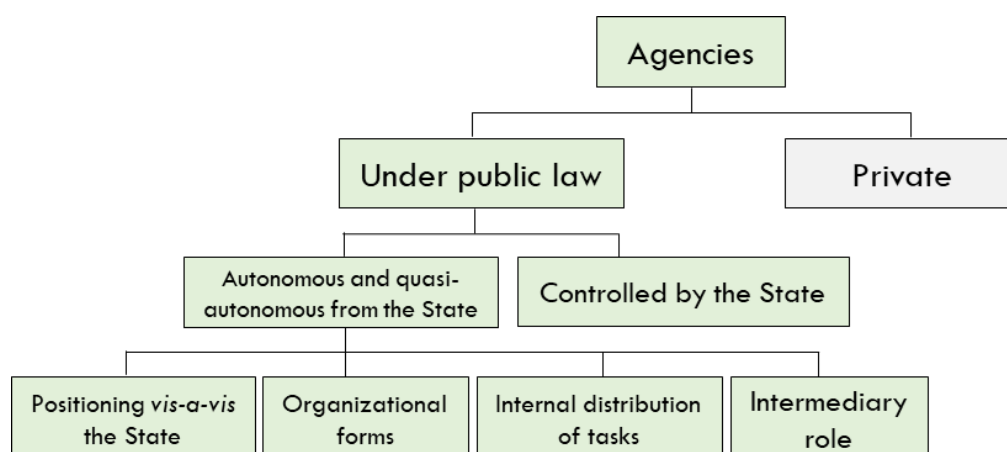 Agencies
Under public law
Private
Autonomous and quasi-
autonomous from the State
Controlled by the State
Positioning vis-a-vis
the State
Organizational
forms
Internal distribution
of tasks
Intermediary
role